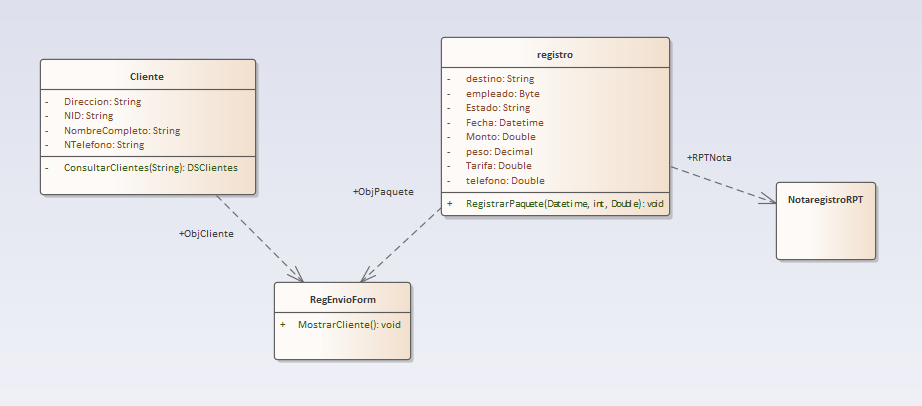 Cliente
- Direccion: String
- NID: String
- NombreCompleto: String
- NTelefono: String
- ConsultarClientes(String): DSClientes
registro
- destino: String
- empleado: Byte
- Estado: String
- Fecha: Datetime
- Monto: Double
- peso: Decimal
- Tarifa: Double
- telefono: Double
+ RegistrarPaquete(Datetime, int, Double): void
+RPTNota
NotaregistroRPT
+ObjPaquete
+ObjCliente
RegEnvioForm
+ MostrarCliente(): void